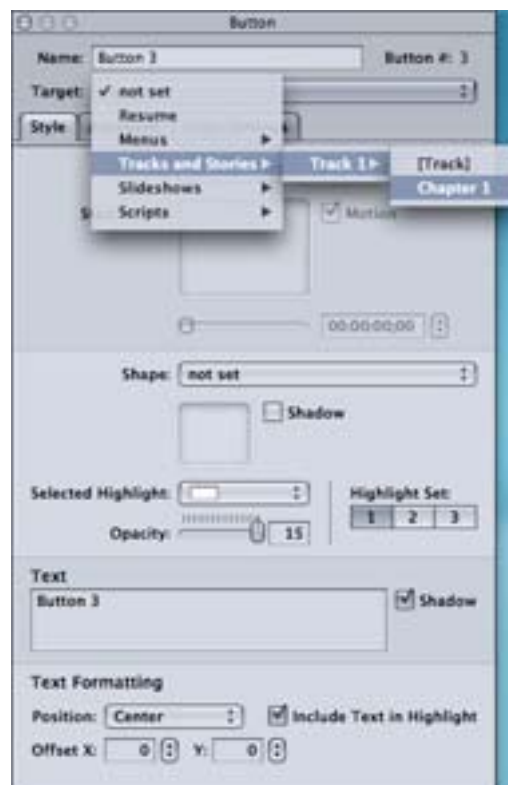 Button
Name: Button 3 Button #: 3
Target: ✓ not set
Resume
Style
Menus
Tracks and Stories Track 1 [Track]
Slideshows Chapter 1
Scripts Motion
00:00:00;00
Shape: not set
Shadow
Selected Highlight: Highlight Set:
1 2 3
Opacity: 15
Text
Button 3 Shadow
Text Formatting
Position: Center Include Text in Highlight
Offset X: 0 Y: 0